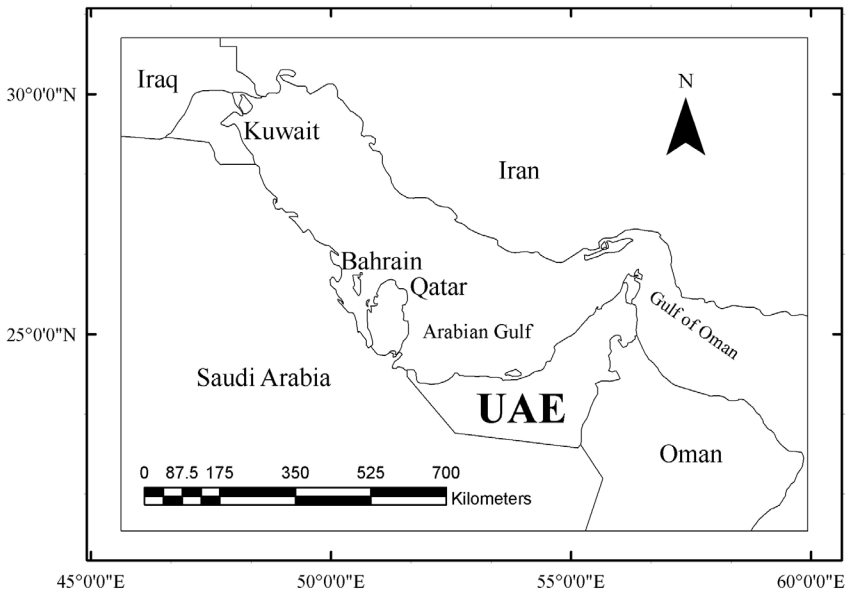 N
Iraq
30°0'0"N
Kuwait
Iran
Bahrain
Qatar
Gulf of Oman
Arabian Gulf
25°0'0"N
Saudi Arabia
UAE
Oman
0 87.5 175 350 525 700
Kilometers
45°0'0"E 50°0'0"E 55°0'0"E 60°0'0"E